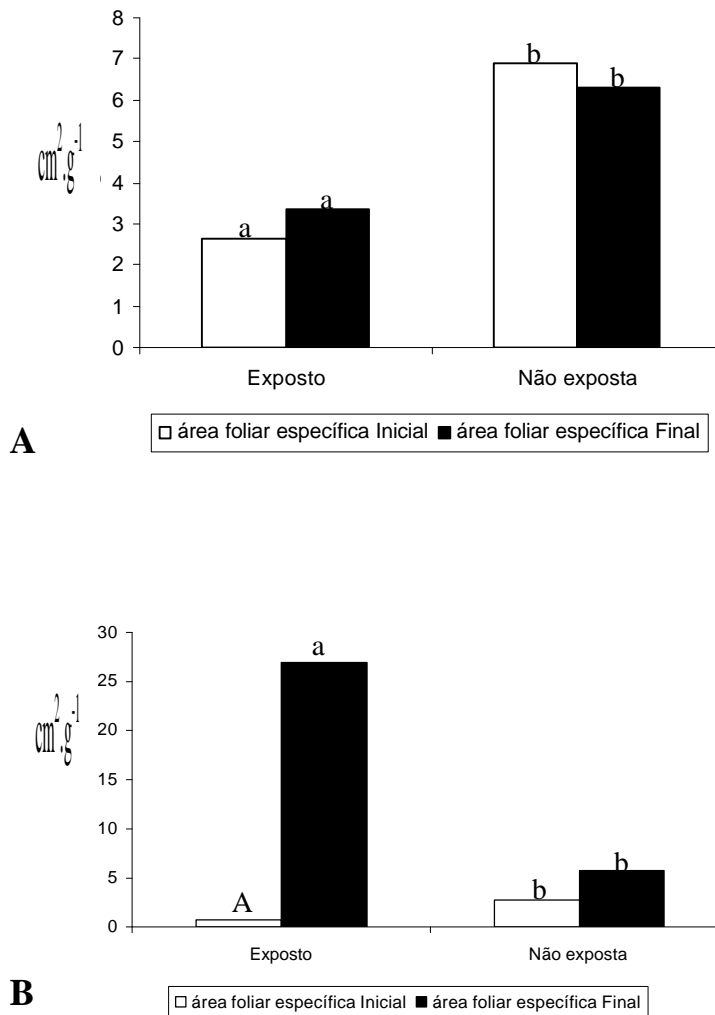 8
7
6
5
4
3
2
1
0
cm².g⁻¹
a
a
b
b
Exposto
Não exposta
A
área foliar específica Inicial
área foliar específica Final
30
25
20
15
10
5
0
cm².g⁻¹
A
a
b
b
Exposto
Não exposta
B
área foliar específica Inicial
área foliar específica Final